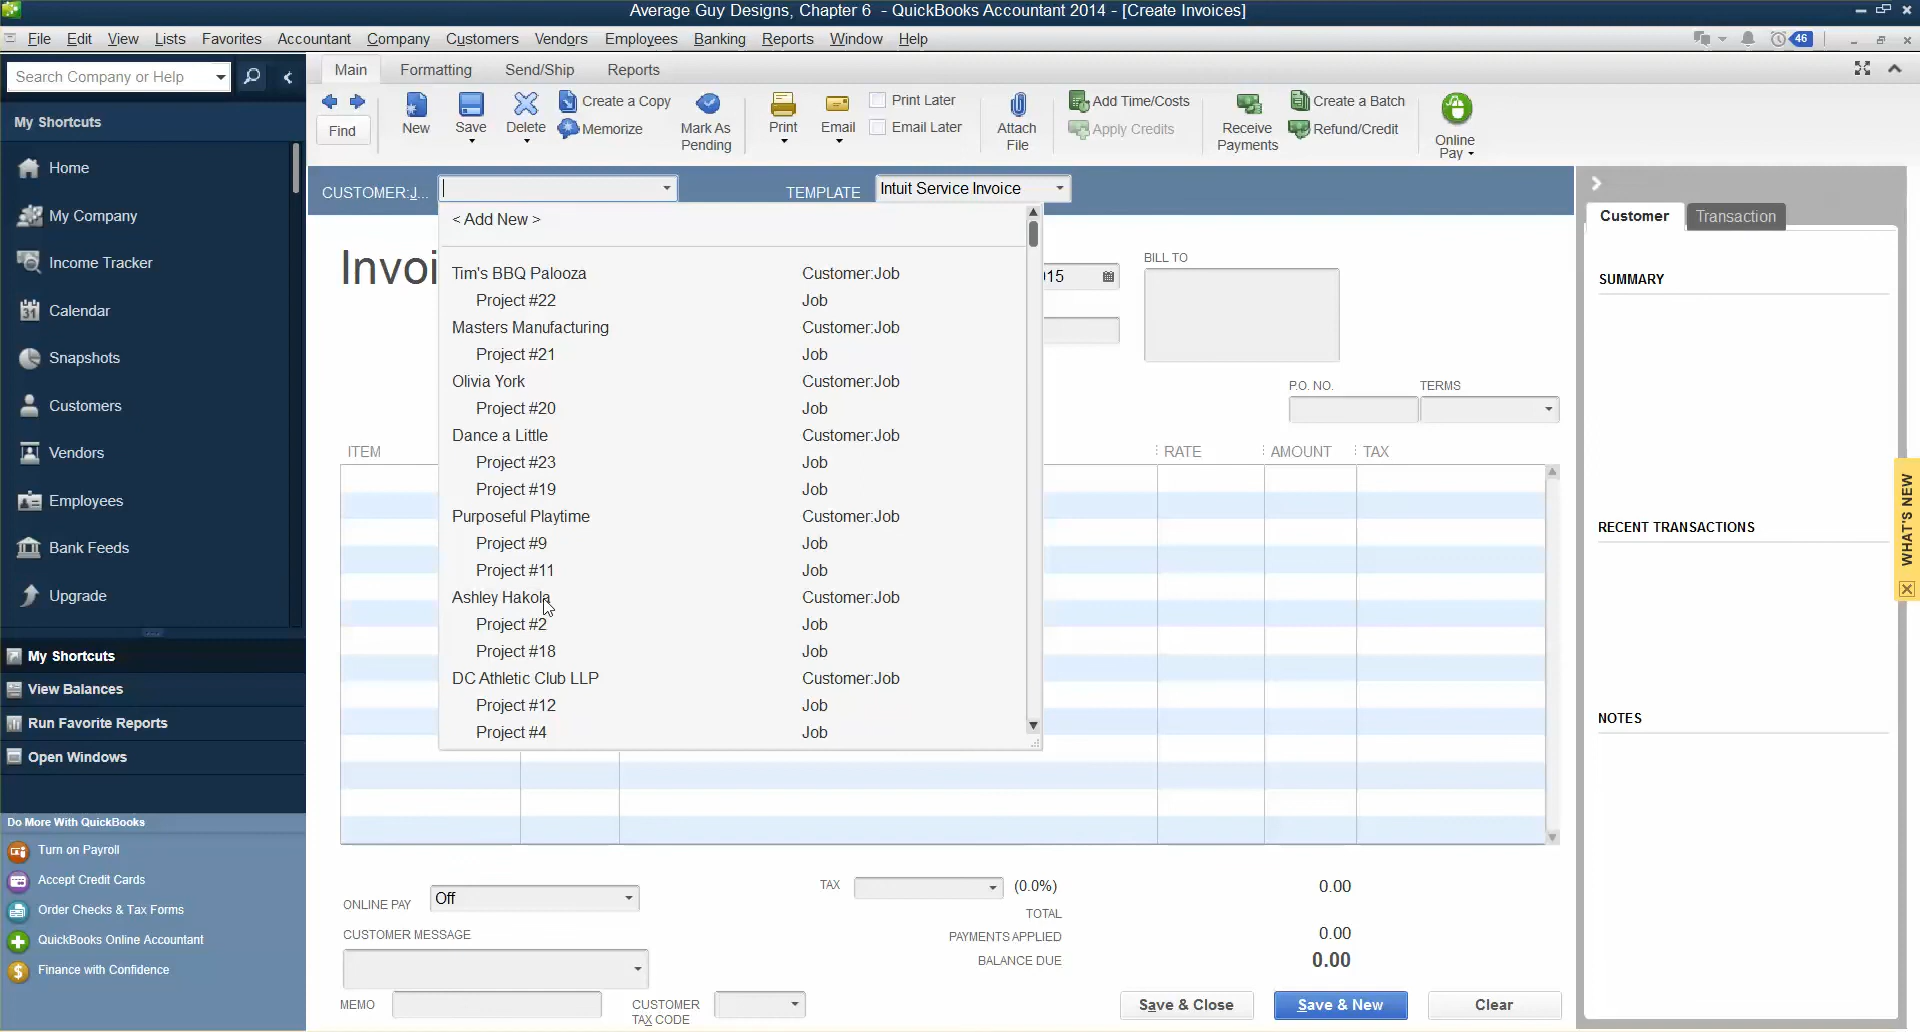 Average Guy Designs, Chapter 6 - QuickBooks Accountant 2014 - [Create Invoices]
File Edit View Lists Favorites Accountant Company Customers Vendors Employees Banking Reports Window Help 46
Search Company or Help
Main Formatting Send/Ship Reports
Find
New
Save
Delete
Create a Copy
Memorize
Mark As
Pending
Print
Email
Print Later
Email Later
Attach
File
Add Time/Costs
Apply Credits
Receive
Payments
Create a Batch
Refund/Credit
Online
Pay
My Shortcuts
Home
My Company
Income Tracker
31 Calendar
Snapshots
Customers
Vendors
Employees
Bank Feeds
Upgrade
My Shortcuts
View Balances
Run Favorite Reports
Open Windows
Do More With QuickBooks
Turn on Payroll
Accept Credit Cards
Order Checks & Tax Forms
QuickBooks Online Accountant
Finance with Confidence
CUSTOMER:J... TEMPLATE Intuit Service Invoice
< Add New >
Tim's BBQ Palooza Customer:Job
Project #22 Job
Masters Manufacturing Customer:Job
Project #21 Job
Olivia York Customer:Job
Project #20 Job
Dance a Little Customer:Job
Project #23 Job
Project #19 Job
Purposeful Playtime Customer:Job
Project #9 Job
Project #11 Job
Ashley Hakola Customer:Job
Project #2 Job
Project #18 Job
DC Athletic Club LLP Customer:Job
Project #12 Job
Project #4 Job
Invoi
15
BILL TO
P.O. NO. TERMS
ITEM RATE AMOUNT TAX
ONLINE PAY Off
CUSTOMER MESSAGE
MEMO
CUSTOMER
TAX CODE
TAX (0.0%) 0.00
TOTAL
PAYMENTS APPLIED 0.00
BALANCE DUE 0.00
Save & Close Save & New Clear
Customer Transaction
SUMMARY
RECENT TRANSACTIONS
NOTES
WHAT'S NEW